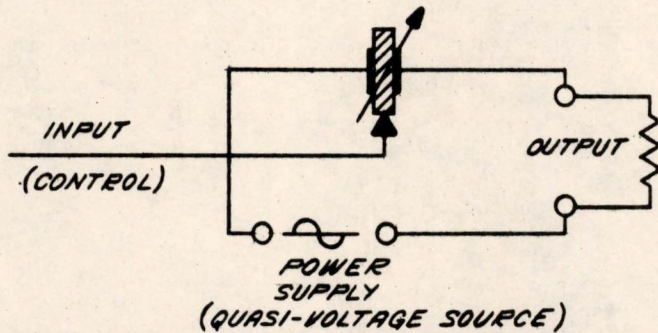 INPUT
(CONTROL)
OUTPUT
POWER
SUPPLY
(QUASI-VOLTAGE SOURCE)